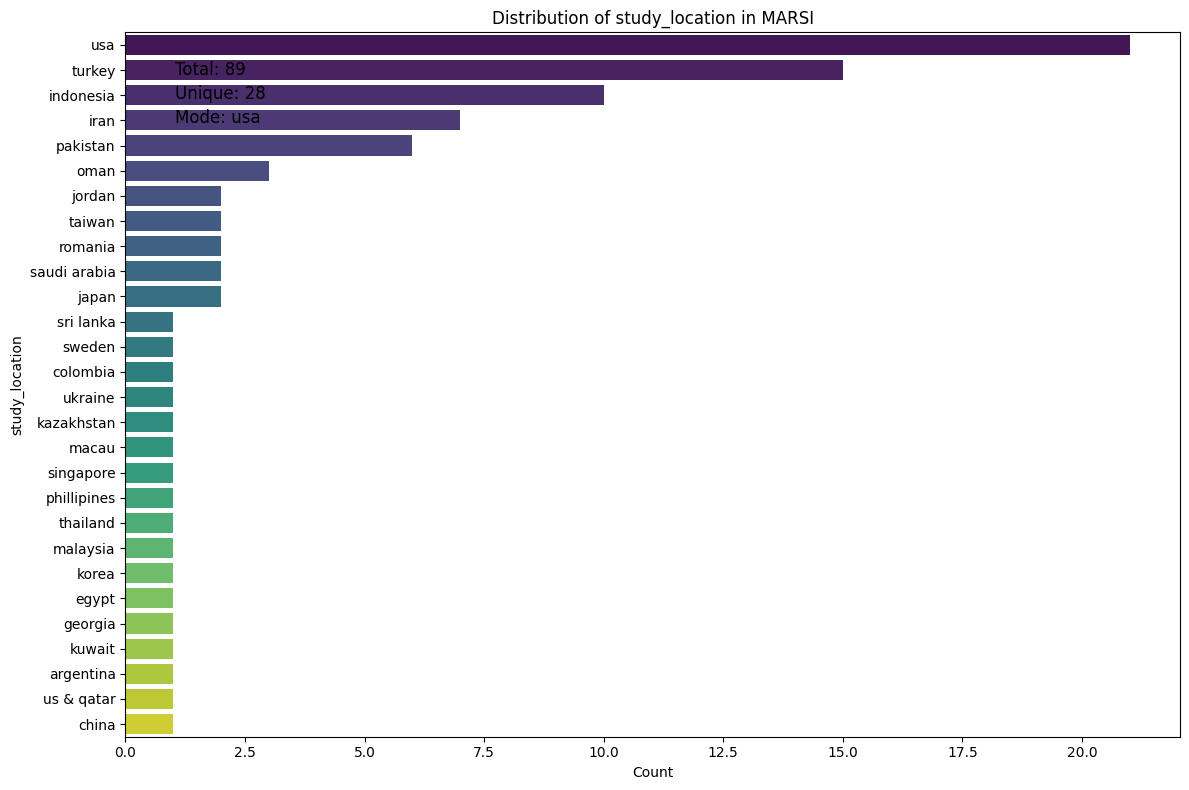 Distribution of study_location in MARSI
usa
turkey
indonesia
iran
pakistan
oman
jordan
taiwan
romania
saudi arabia
japan
sri lanka
sweden
colombia
ukraine
kazakhstan
macau
singapore
phillipines
thailand
malaysia
korea
egypt
georgia
kuwait
argentina
us & qatar
china
study_location
Total: 89
Unique: 28
Mode: usa
0.0 2.5 5.0 7.5 10.0 12.5 15.0 17.5 20.0
Count